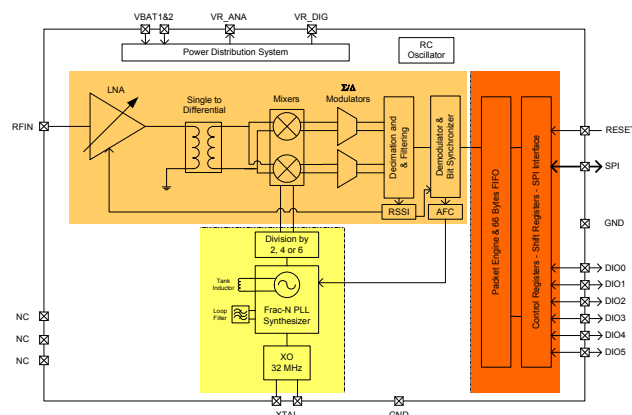 VBAT1&2
VR_ANA
VR_DIG
Power Distribution System
RC
Oscillator
LNA
Single to
Differential
Mixers
Σ/Δ
Modulators
RFIN
Decimation and
& Filtering
Demodulator &
Bit Synchronizer
RSSI
AFC
Packet Engine & 66 Bytes FIFO
Control Registers - Shift Registers - SPI Interface
RESET
SPI
GND
DIO0
DIO1
DIO2
DIO3
DIO4
DIO5
Division by
2, 4 or 6
Tank
Inductor
Frac-N PLL
Synthesizer
Loop
Filter
XO
32 MHz
NC
NC
NC
XTAL
GND